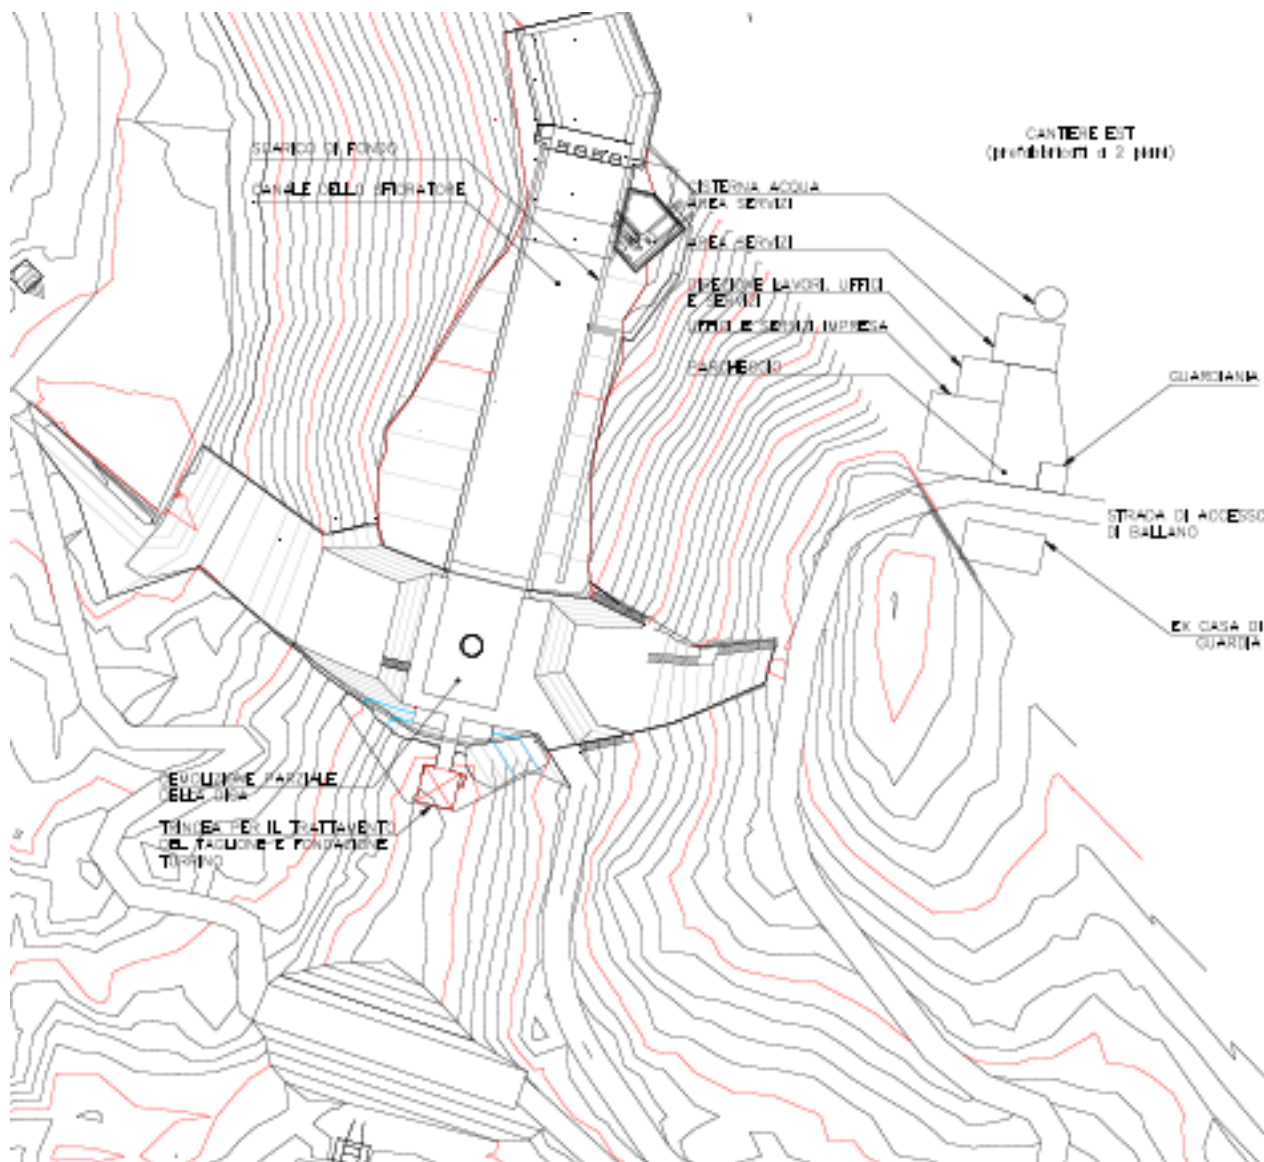 CANTIERE EST
(prefabbricati a 2 piani)
SCARICO DI FONDO
CANALE DELLO SFIORATORE
CISTERNA ACQUA
AREA SERVIZI
AREA SERVIZI
DIREZIONE LAVORI, UFFICI
E SERVIZI
UFFICI E SERVIZI IMPRESA
PARCHEGGIO
GUARDIANIA
STRADA DI ACCESSO
DI BALLANO
EX CASA DI
GUARDIA
DEMOLIZIONE PARZIALE
DELLA DIGA
TRINCEA PER IL TRATTAMENTO
DEL TAGLIONE E FONDAZIONE
TURRINO